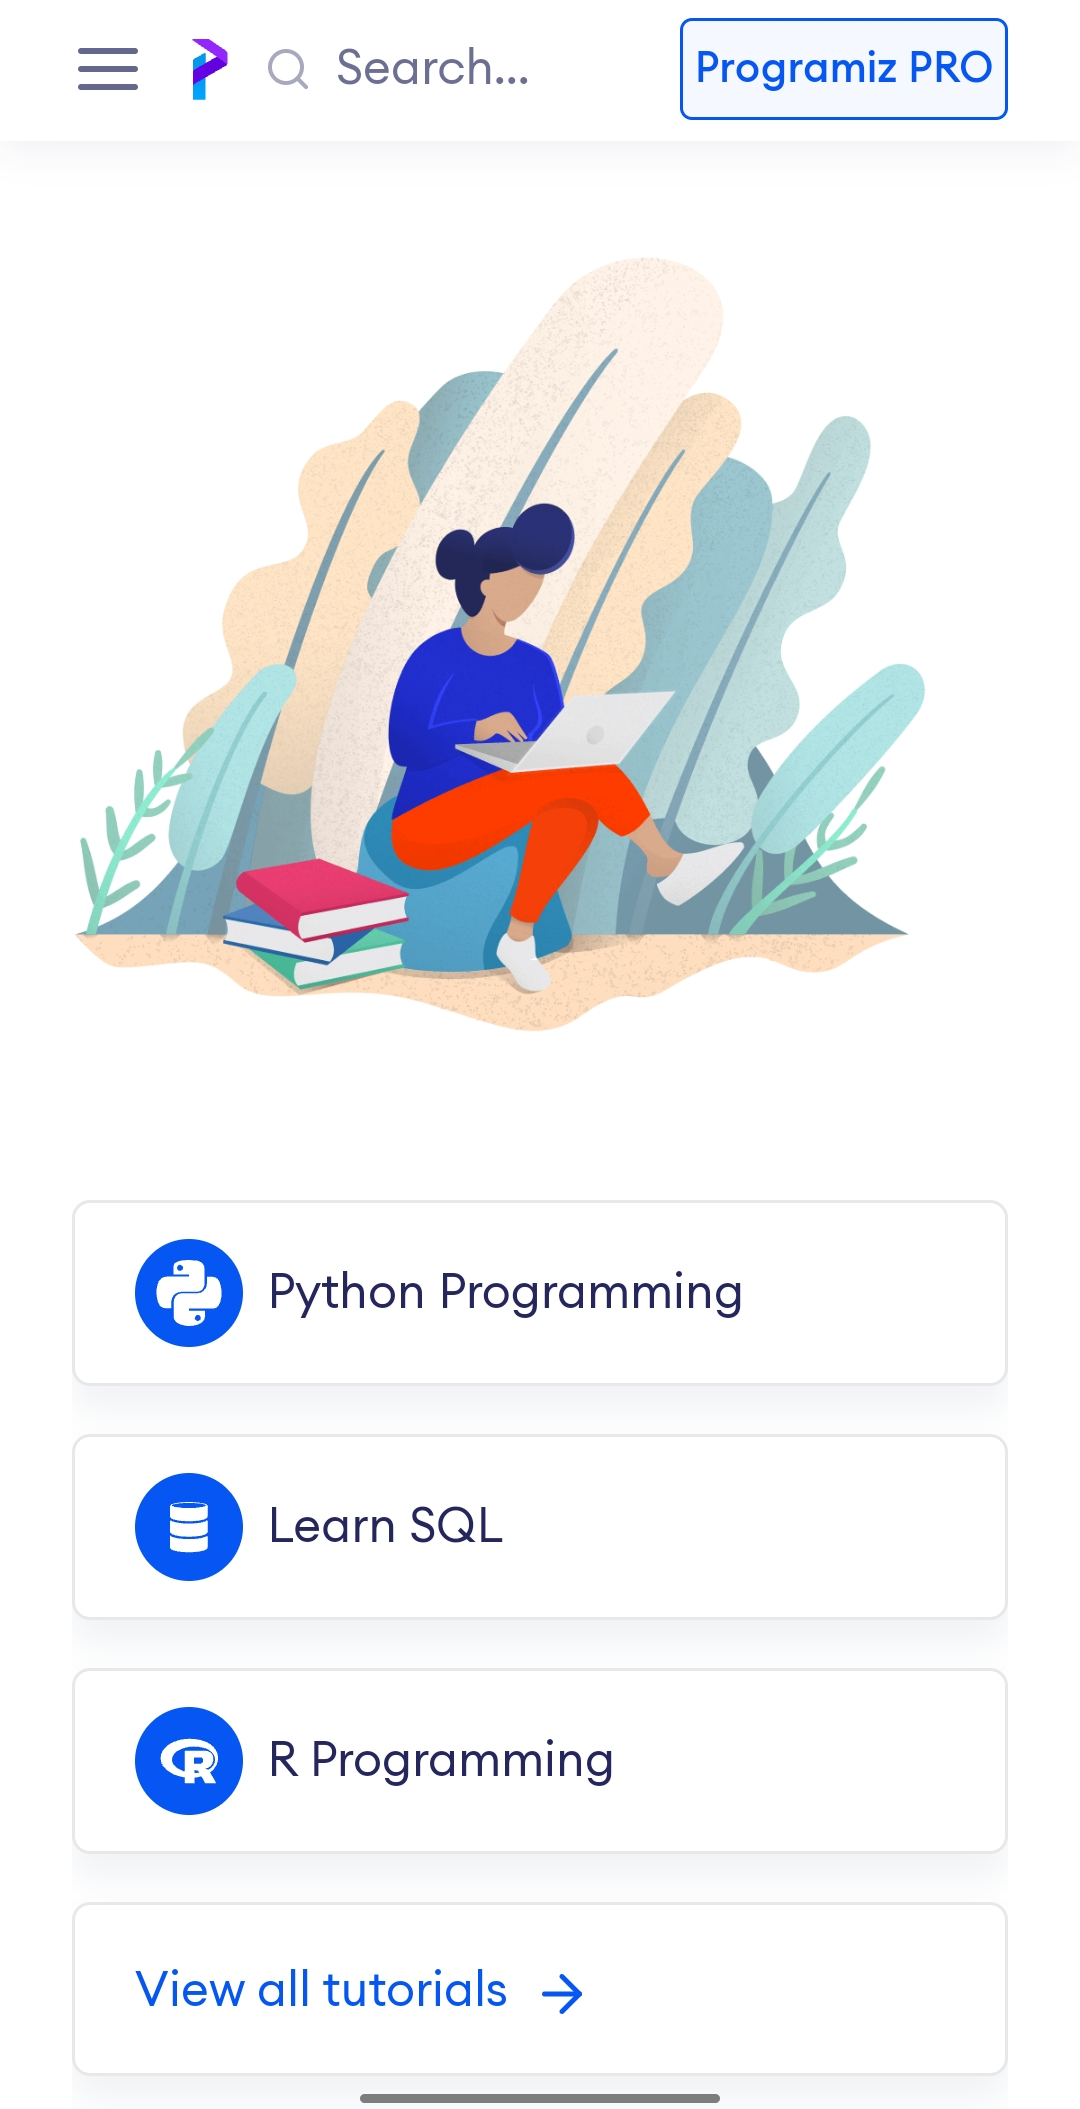 Search...
Programiz PRO
Python Programming
Learn SQL
R Programming
View all tutorials